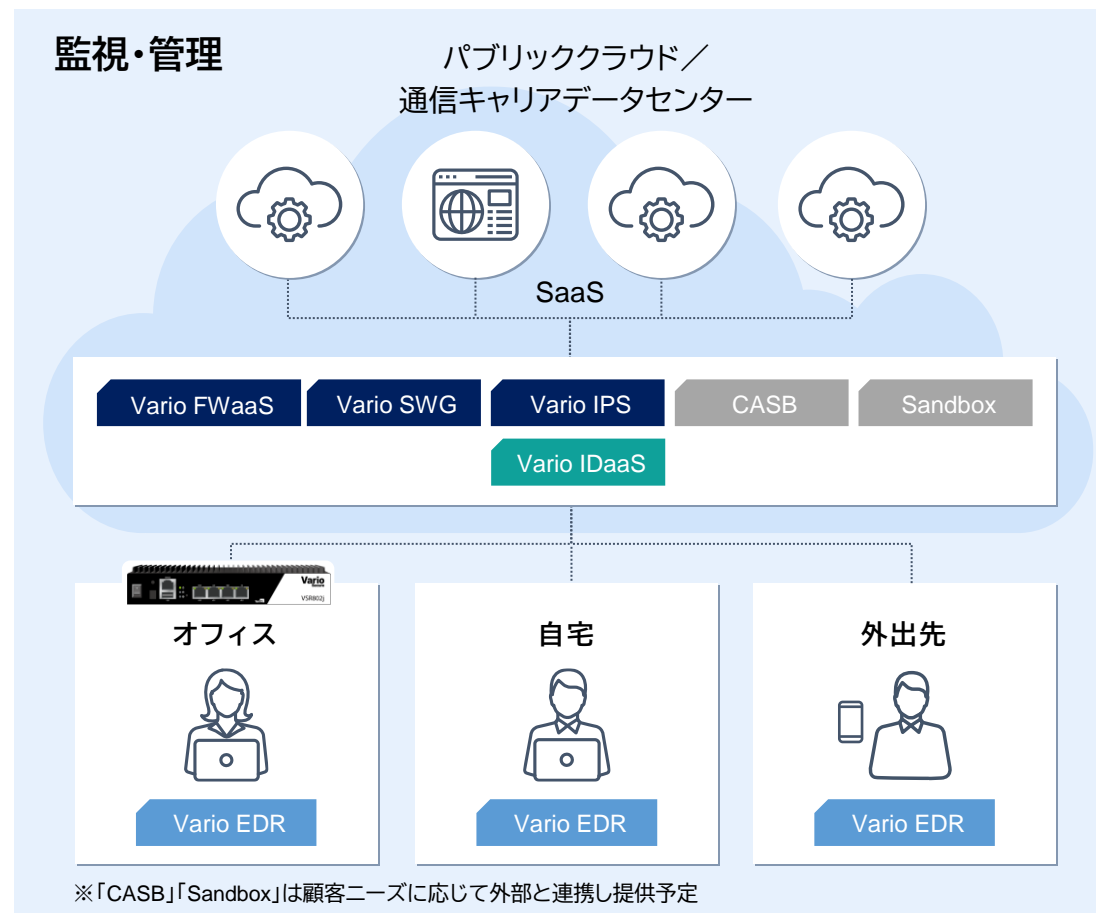 監視・管理
パブリッククラウド／
通信キャリアデータセンター
SaaS
Vario FWaaS
Vario SWG
Vario IPS
CASB
Sandbox
Vario IDaaS
Vario
VSR802j
オフィス
自宅
外出先
Vario EDR
Vario EDR
Vario EDR
※「CASB」「Sandbox」は顧客ニーズに応じて外部と連携し提供予定